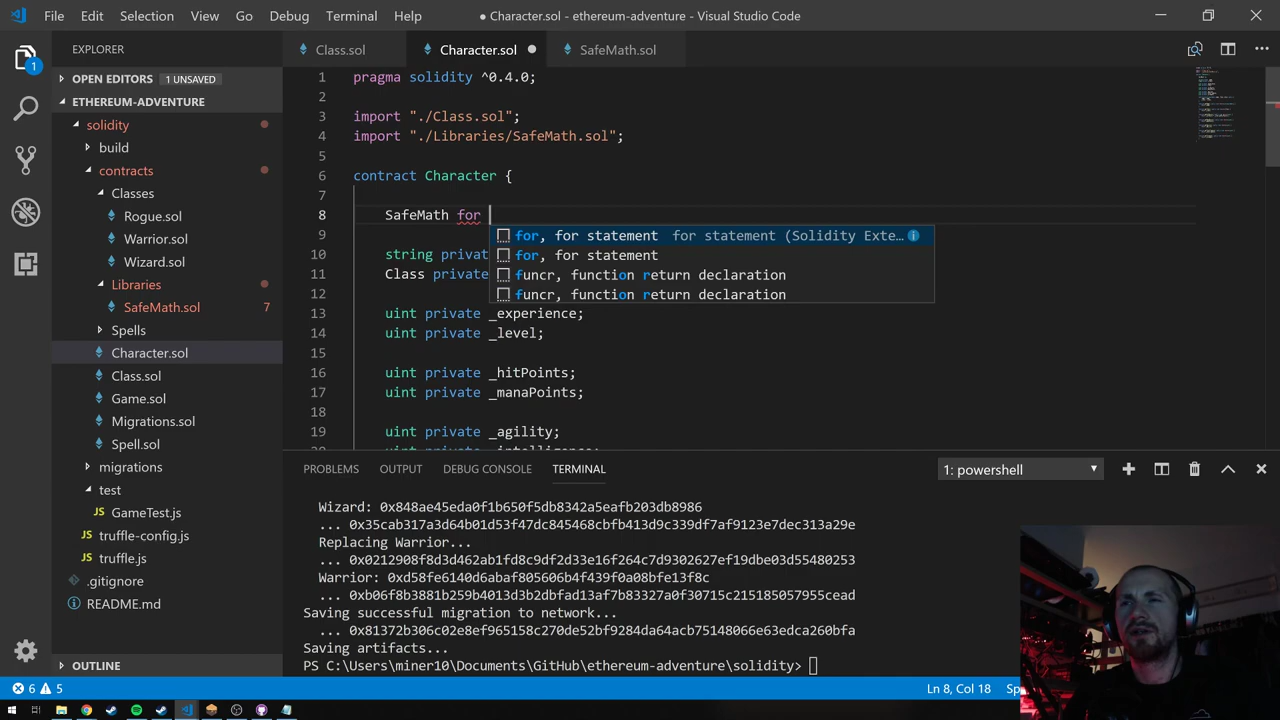 File Edit Selection View Go Debug Terminal Help
● Character.sol - ethereum-adventure - Visual Studio Code
EXPLORER
Class.sol
Character.sol
SafeMath.sol
1
OPEN EDITORS 1 UNSAVED
ETHEREUM-ADVENTURE
solidity
build
contracts
Classes
Rogue.sol
Warrior.sol
Wizard.sol
Libraries
SafeMath.sol 7
Spells
Character.sol
Class.sol
Game.sol
Migrations.sol
Spell.sol
migrations
test
GameTest.js
truffle-config.js
truffle.js
.gitignore
README.md
OUTLINE
1 pragma solidity ^0.4.0;
2
3 import "./Class.sol";
4 import "./Libraries/SafeMath.sol";
5
6 contract Character {
7
8 SafeMath for
9
10 string privat
11 Class private
12
13 uint private _experience;
14 uint private _level;
15
16 uint private _hitPoints;
17 uint private _manaPoints;
18
19 uint private _agility;
for, for statement for statement (Solidity Exte...
for, for statement
funcr, function return declaration
funcr, function return declaration
PROBLEMS OUTPUT DEBUG CONSOLE TERMINAL
1: powershell
Wizard: 0x848ae45eda0f1b650f5db8342a5eafb203db8986
... 0x35cab317a3d64b01d53f47dc845468cbfb413d9c339df7af9123e7dec313a29e
Replacing Warrior...
... 0x0212908f8d3d462ab1fd8c9df2d33e16f264c7d9302627ef19dbe03d55480253
Warrior: 0xd58fe6140d6abaf805606b4f439f0a08bfe13f8c
... 0xb06f8b3881b259b4013d3b2dbfad13af7b83327a0f30715c215185057955cead
Saving successful migration to network...
... 0x81372b306c02e8ef965158c270de52bf9284da64acb75148066e63edca260bfa
Saving artifacts...
PS C:\Users\miner10\Documents\GitHub\ethereum-adventure\solidity>
6 5
Ln 8, Col 18